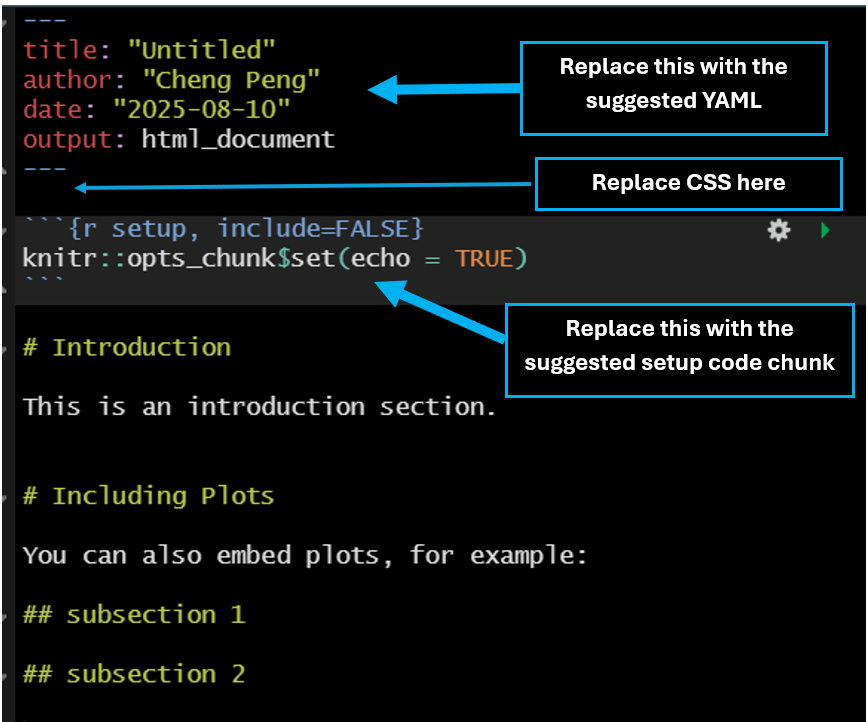 ---
title: "Untitled"
author: "Cheng Peng"
date: "2025-08-10"
output: html_document
---
Replace this with the
suggested YAML
Replace CSS here
```{r setup, include=FALSE}
knitr::opts_chunk$set(echo = TRUE)
```
Replace this with the
suggested setup code chunk
# Introduction
This is an introduction section.
# Including Plots
You can also embed plots, for example:
## subsection 1
## subsection 2